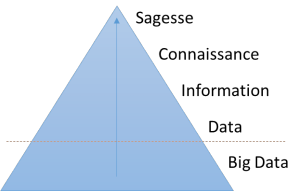 Sagesse
Connaissance
Information
Data
Big Data